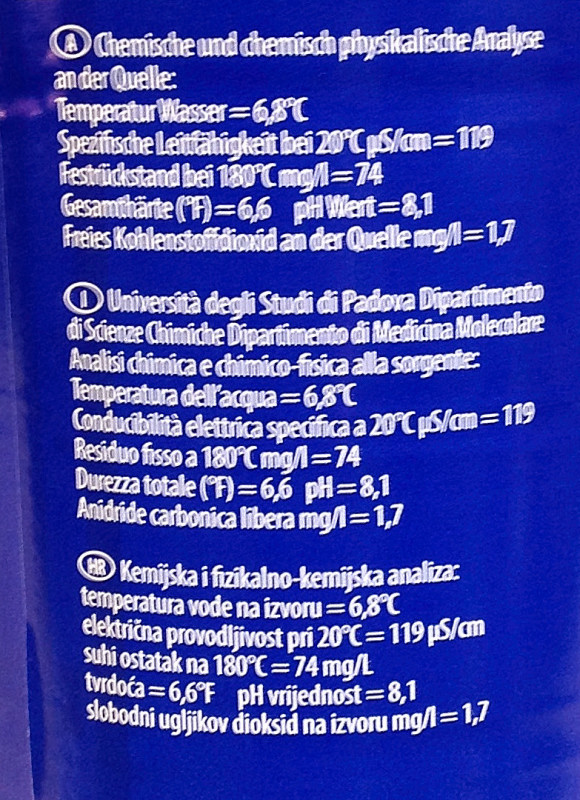 A Chemische und chemisch physikalische Analyse
an der Quelle:
Temperatur Wasser = 6,8°C
Spezifische Leitfähigkeit bei 20°C µS/cm = 119
Festrückstand bei 180°C mg/l = 74
Gesamthärte (°F) = 6,6 pH Wert = 8,1
Freies Kohlenstoffdioxid an der Quelle mg/l = 1,7
I Università degli Studi di Padova Dipartimento
di Scienze Chimiche Dipartimento di Medicina Molecolare
Analisi chimica e chimico-fisica alla sorgente:
Temperatura dell'acqua = 6,8°C
Conducibilità elettrica specifica a 20°C µS/cm = 119
Residuo fisso a 180°C mg/l = 74
Durezza totale (°F) = 6,6 pH = 8,1
Anidride carbonica libera mg/l = 1,7
HR Kemijska i fizikalno-kemijska analiza:
temperatura vode na izvoru = 6,8°C
električna provodljivost pri 20°C = 119 µS/cm
suhi ostatak na 180°C = 74 mg/L
tvrdoća = 6,6°F pH vrijednost = 8,1
slobodni ugljikov dioksid na izvoru mg/l = 1,7